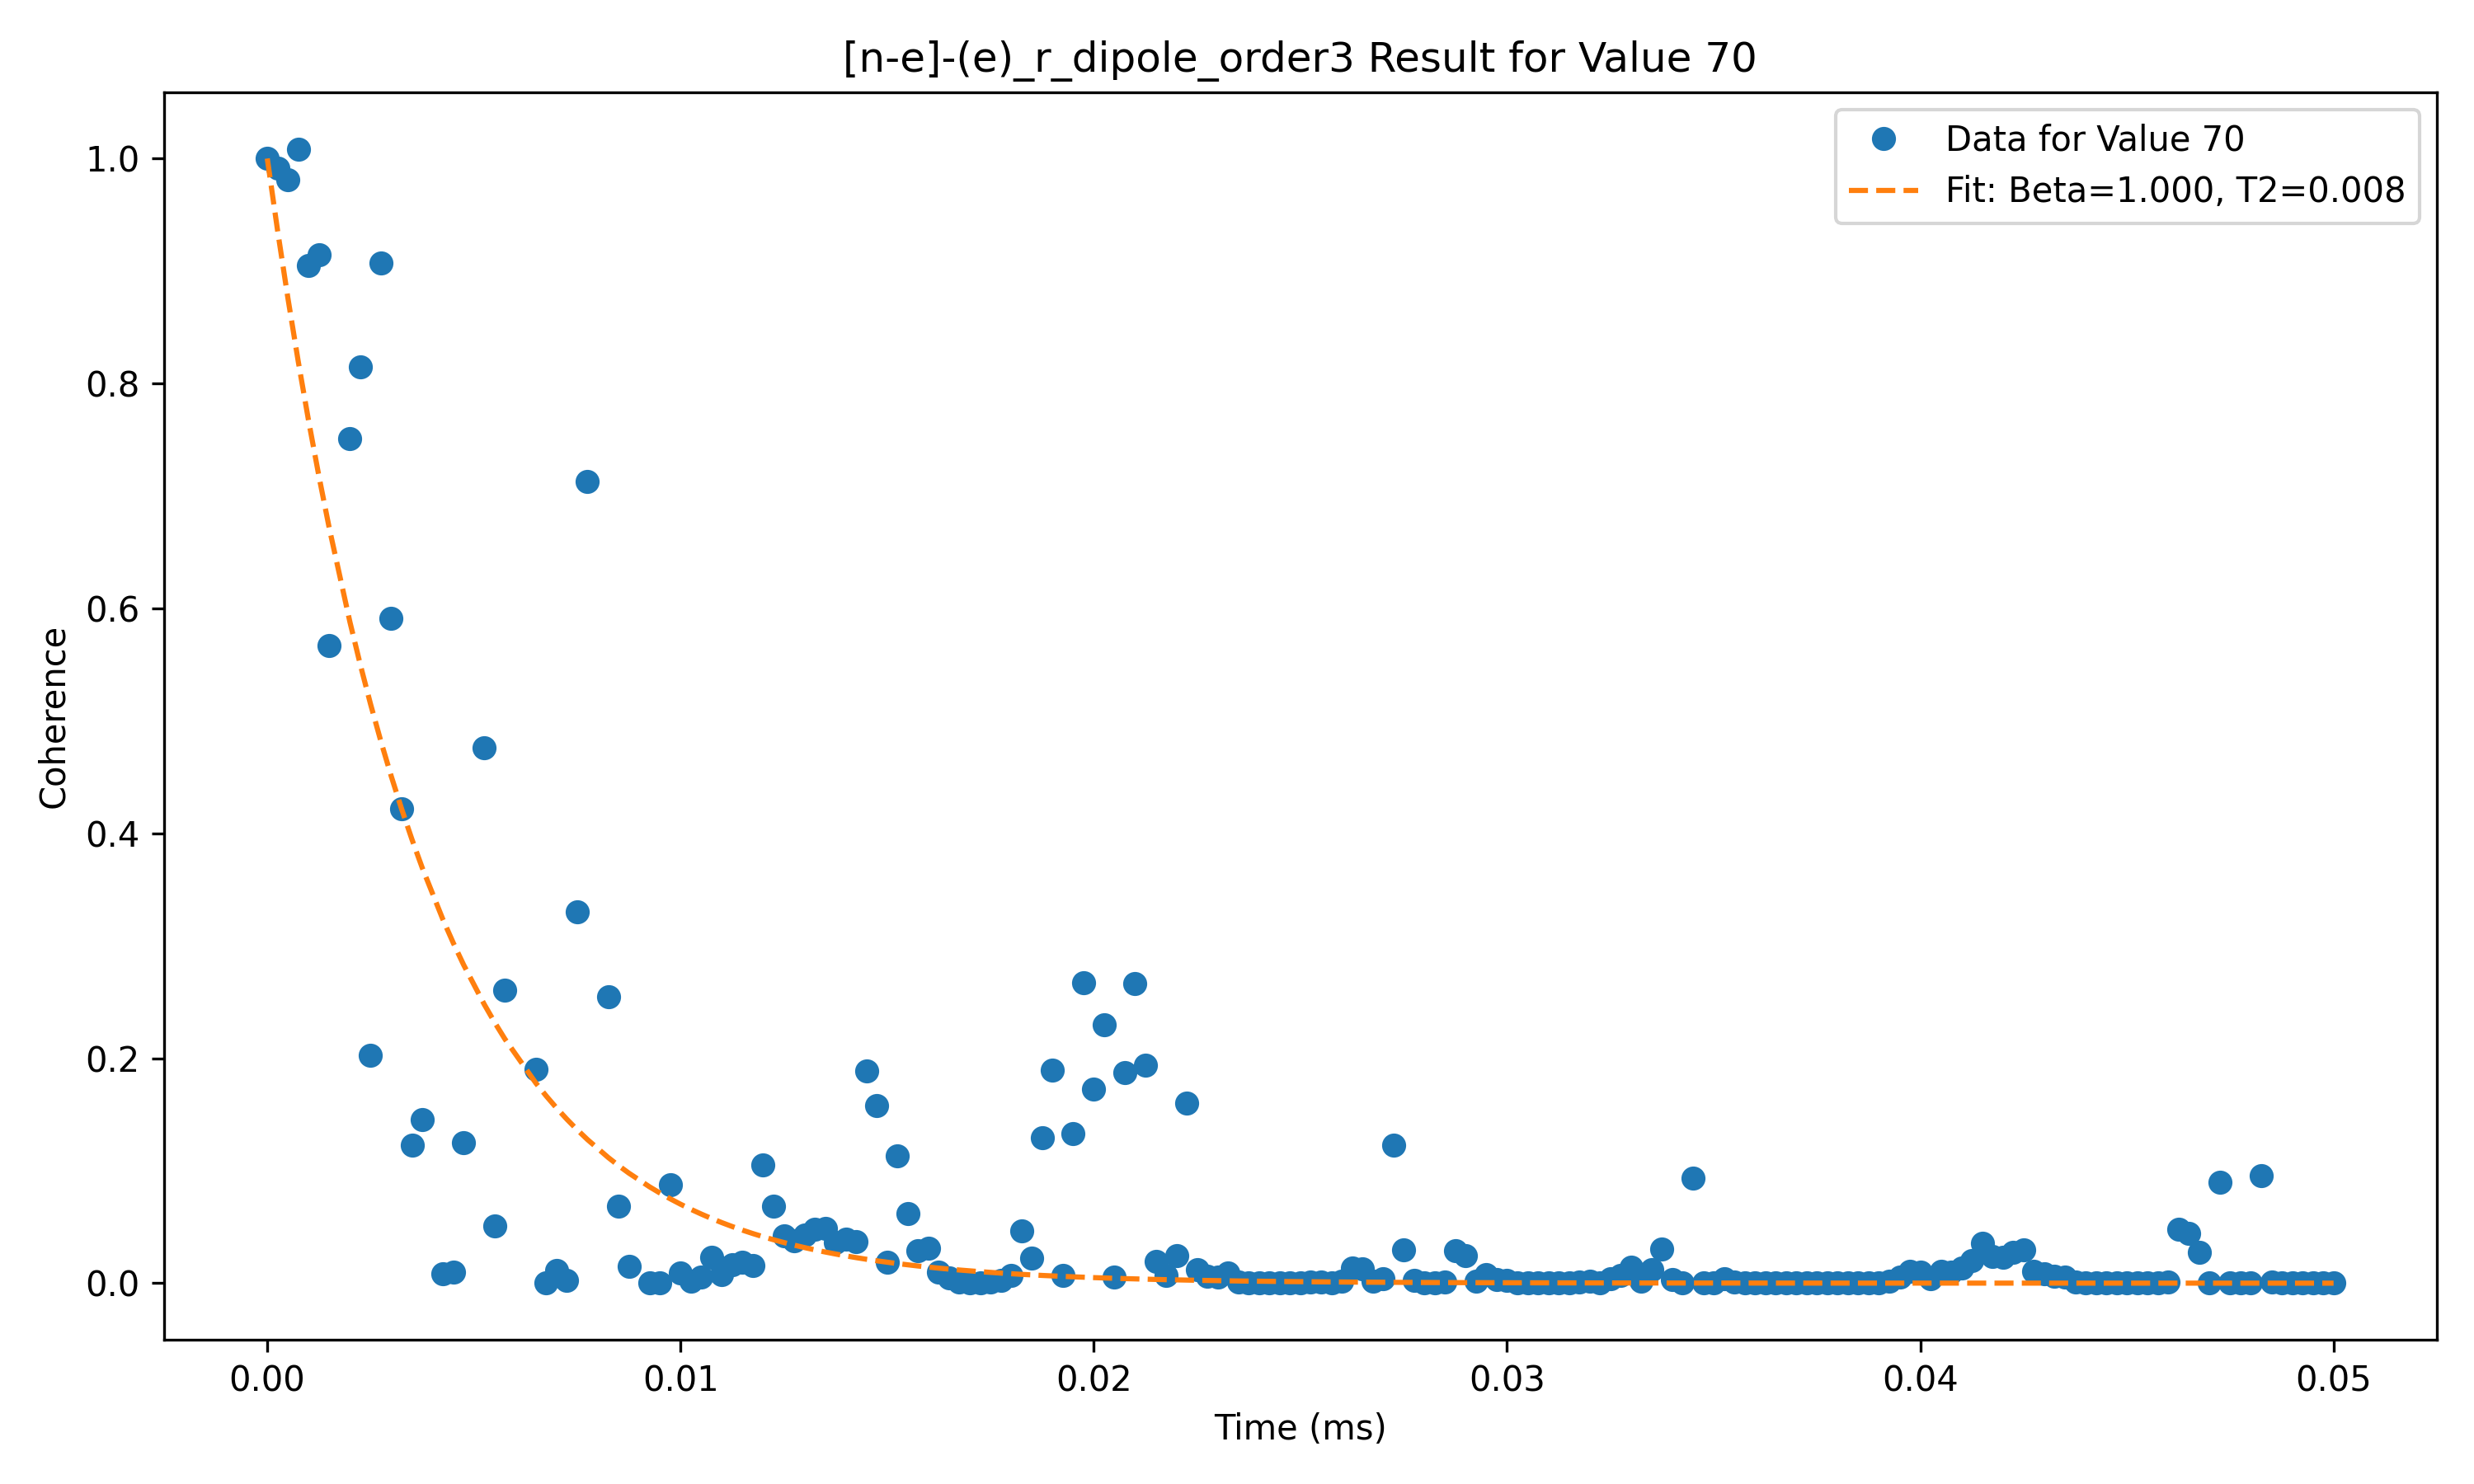 [n-e]-(e)_r_dipole_order3 Result for Value 70
Data for Value 70
Fit: Beta=1.000, T2=0.008
Coherence
1.0
0.8
0.6
0.4
0.2
0.0
0.00 0.01 0.02 0.03 0.04 0.05
Time (ms)